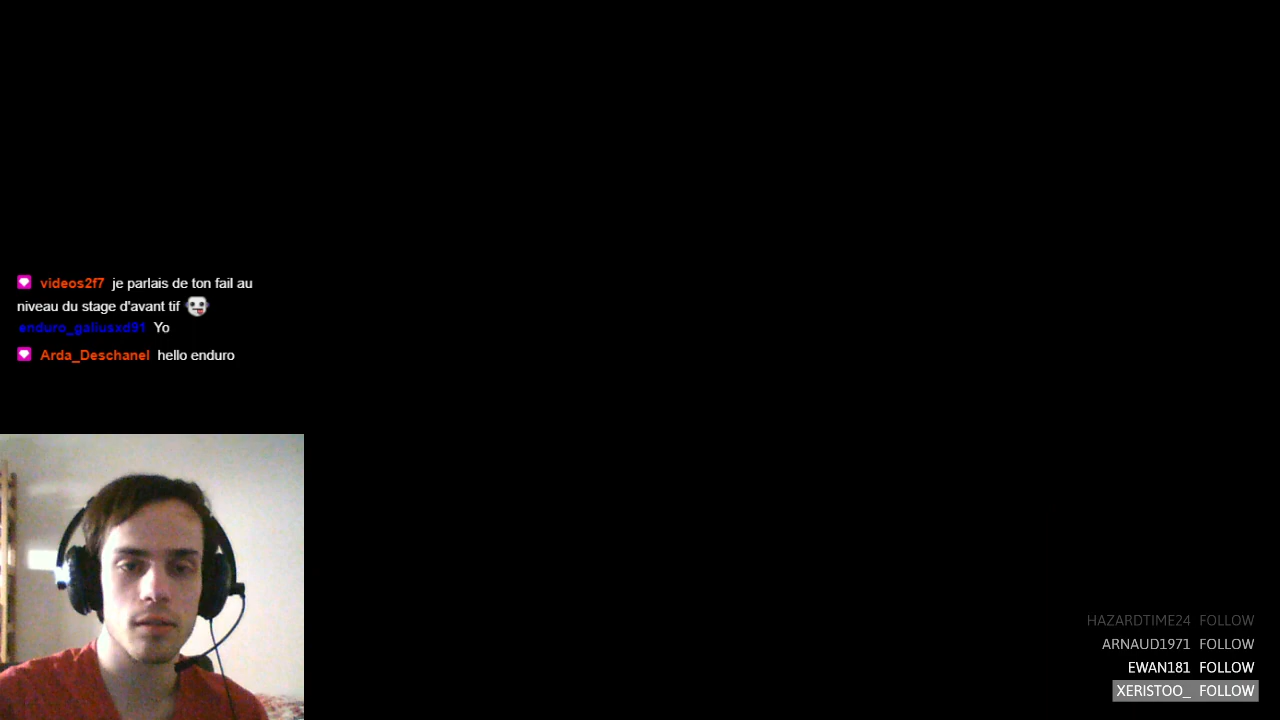 videos2f7 je parlais de ton fail au
niveau du stage d'avant tif
enduro_gallusxd91 Yo
Arda_Deschanel hello enduro
HAZARDTIME24 FOLLOW
ARNAUD1971 FOLLOW
EWAN181 FOLLOW
XERISTOO_ FOLLOW